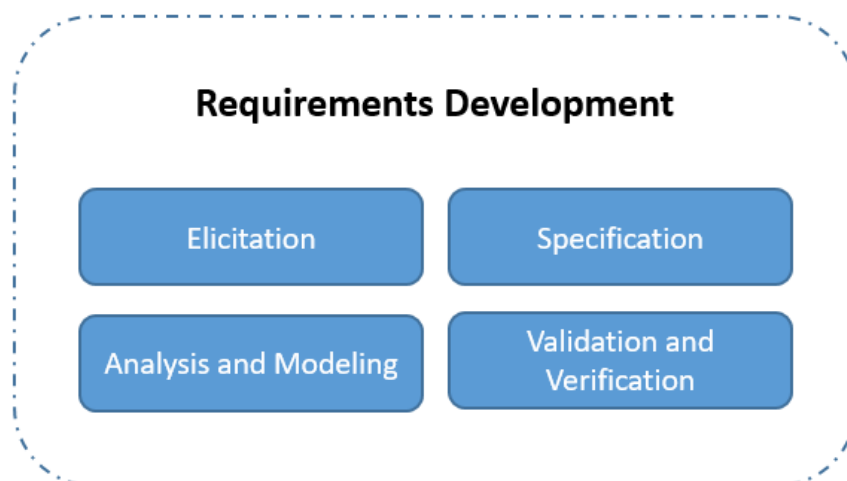 Requirements Development
Elicitation
Specification
Analysis and Modeling
Validation and
Verification